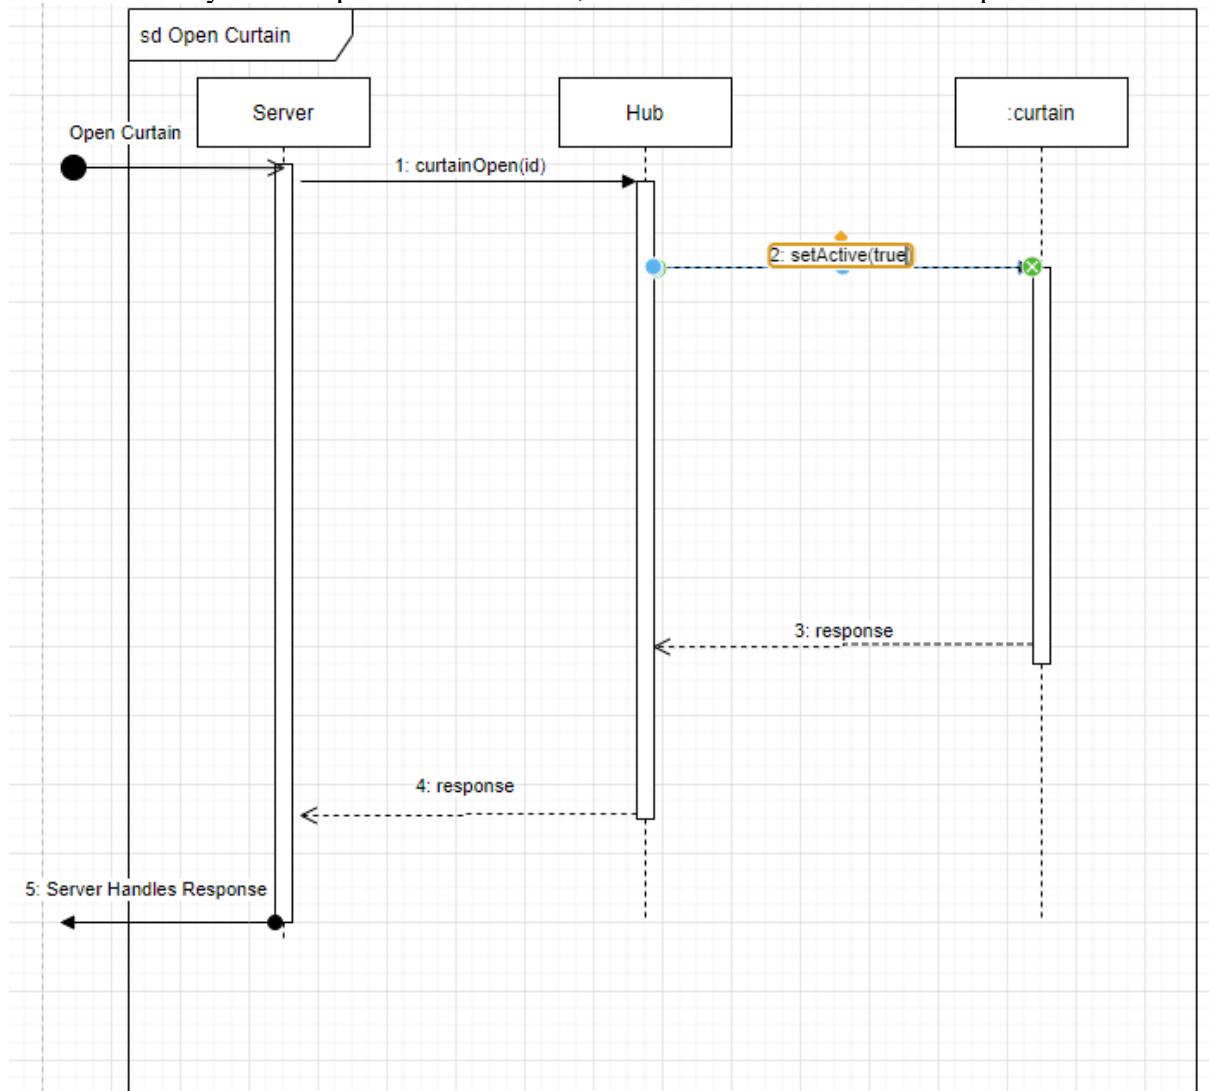 sd Open Curtain
Server
Hub
:curtain
Open Curtain
1: curtainOpen(id)
2: setActive(true
3: response
4: response
5: Server Handles Response